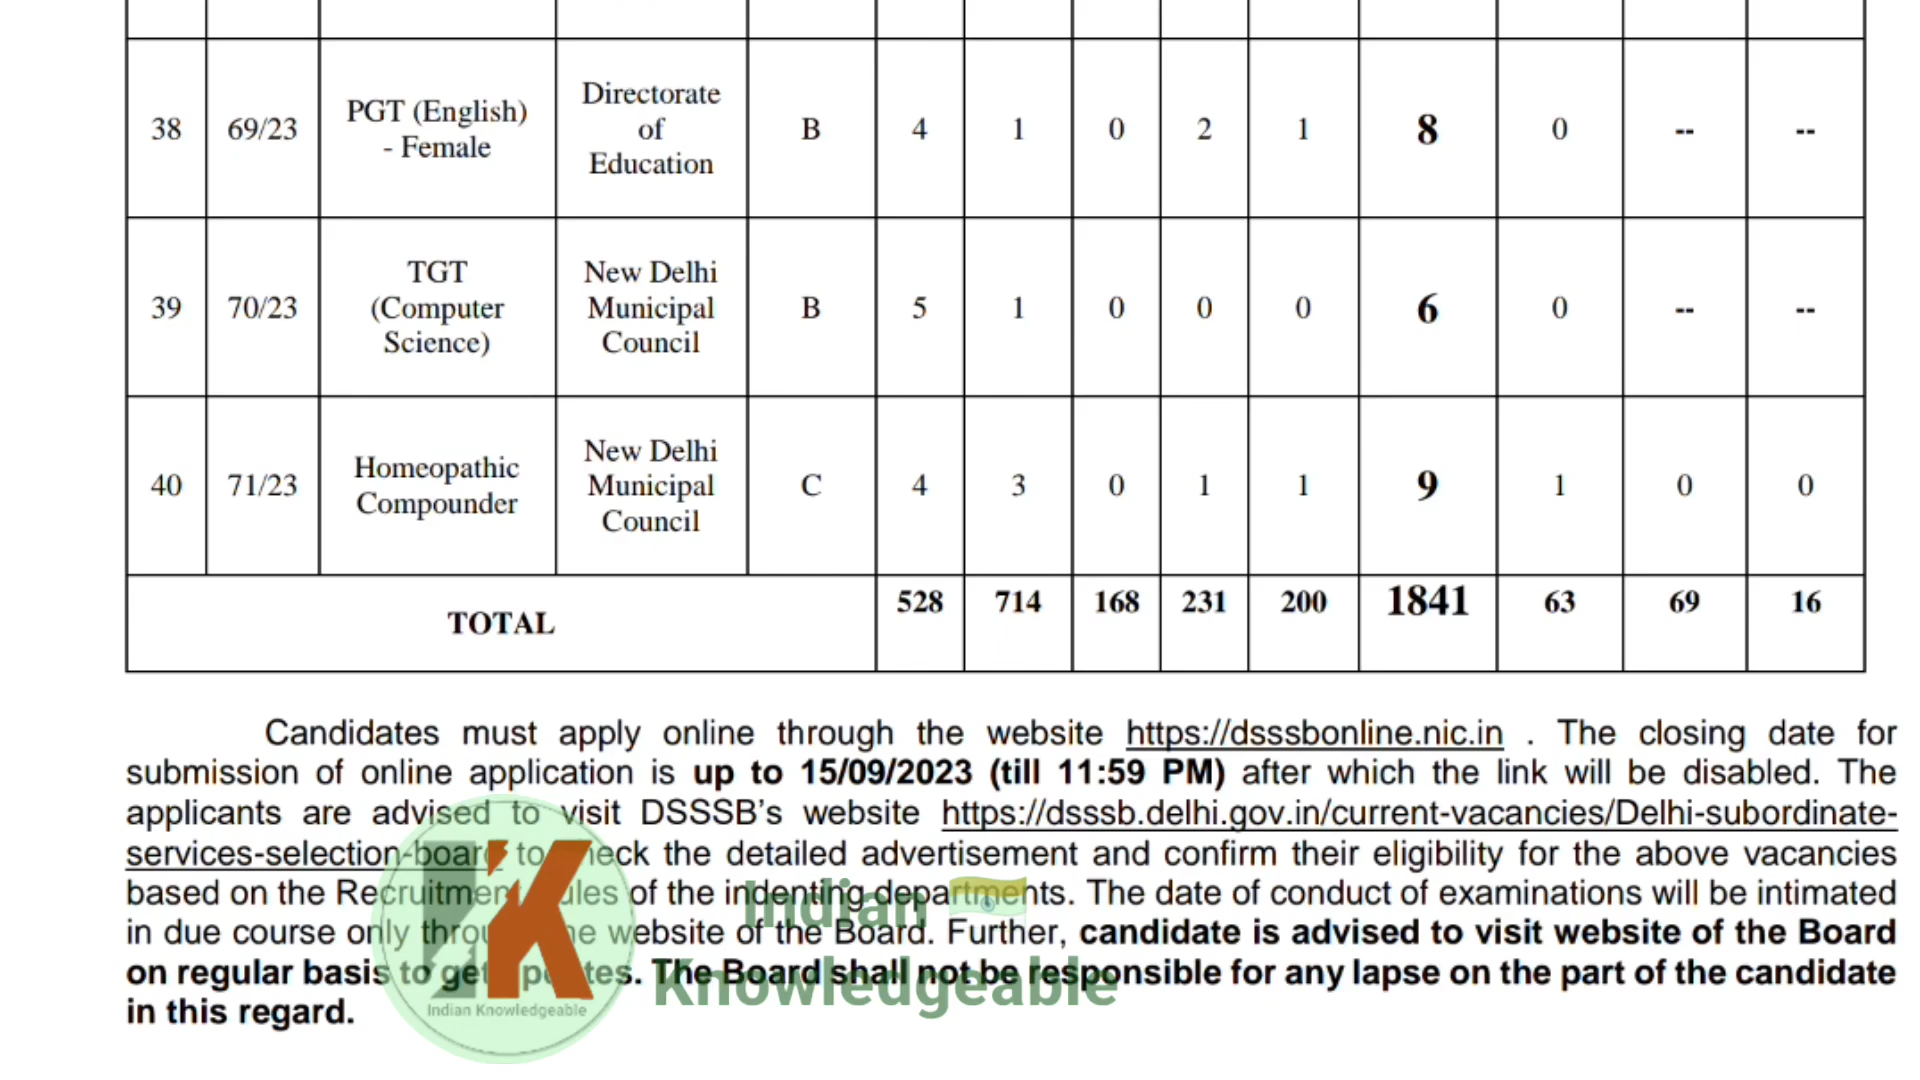 38 69/23 PGT (English) - Female Directorate of Education B 4 1 0 2 1 8 0 -- --
39 70/23 TGT (Computer Science) New Delhi Municipal Council B 5 1 0 0 0 6 0 -- --
40 71/23 Homeopathic Compounder New Delhi Municipal Council C 4 3 0 1 1 9 1 0 0
TOTAL 528 714 168 231 200 1841 63 69 16
Candidates must apply online through the website https://dsssbonline.nic.in . The closing date for
submission of online application is up to 15/09/2023 (till 11:59 PM) after which the link will be disabled. The
applicants are advised to visit DSSSB's website https://dsssb.delhi.gov.in/current-vacancies/Delhi-subordinate-
services-selection-board to check the detailed advertisement and confirm their eligibility for the above vacancies
based on the Recruitment Rules of the indenting departments. The date of conduct of examinations will be intimated
in due course only through the website of the Board. Further, candidate is advised to visit website of the Board
on regular basis to get updates. The Board shall not be responsible for any lapse on the part of the candidate
in this regard.
K
Indian Knowledgeable
Indian
Knowledgeable